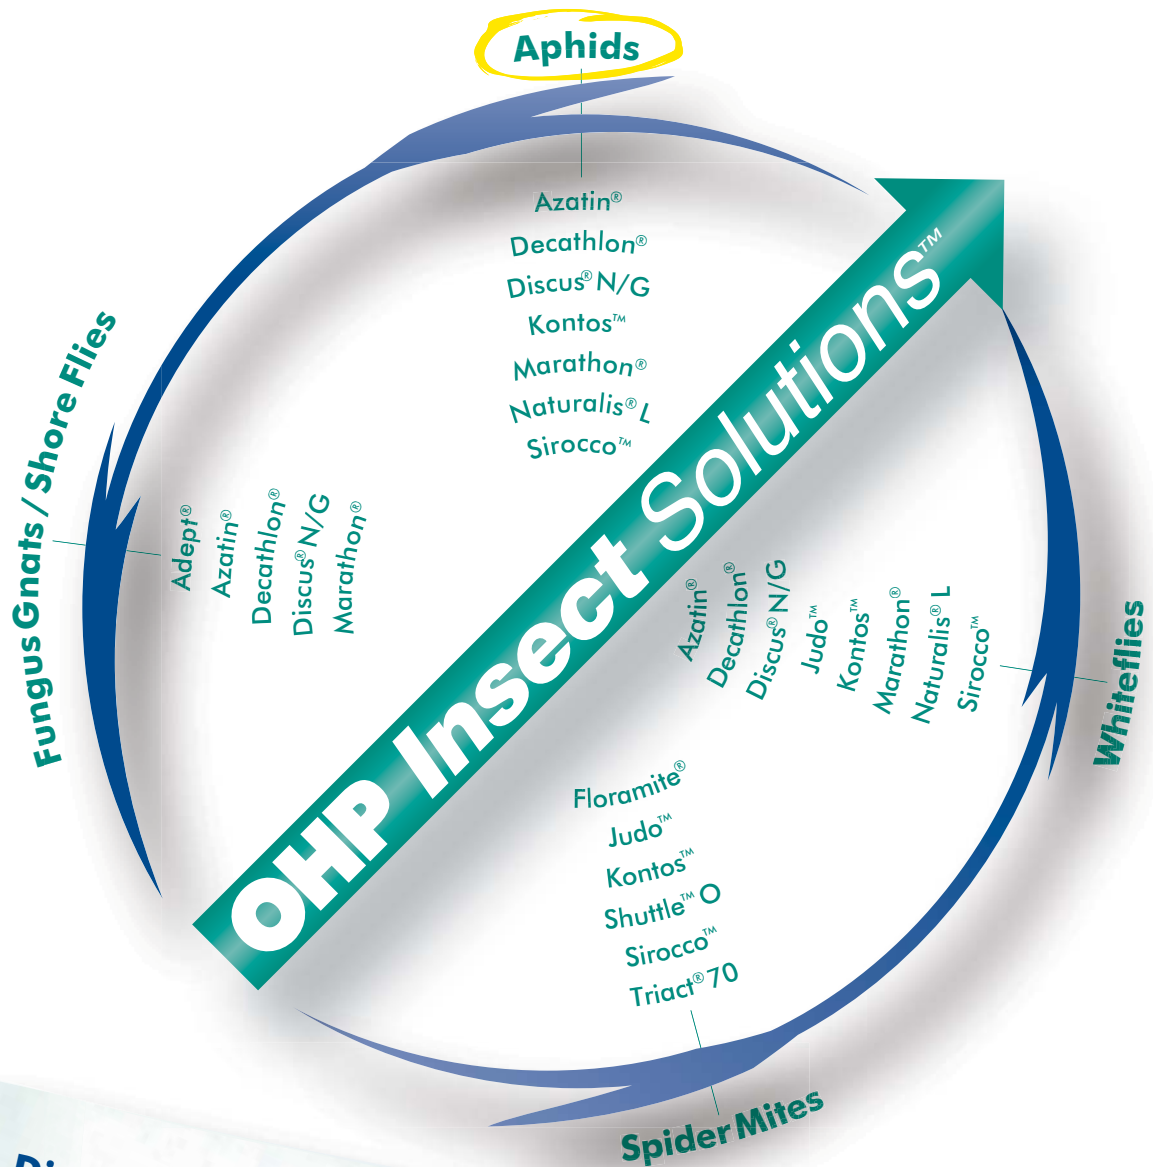 Aphids
Azatin®
Decathlon®
Discus® N/G
Kontos™
Marathon®
Naturalis® L
Sirocco™
Fungus Gnats / Shore Flies
Adept®
Azatin®
Decathlon®
Discus® N/G
Marathon®
OHP Insect Solutions™
Azatin®
Decathlon®
Discus® N/G
Judo™
Kontos™
Marathon®
Naturalis® L
Sirocco™
Whiteflies
Floramite®
Judo™
Kontos™
Shuttle™ O
Sirocco™
Triact® 70
Spider Mites